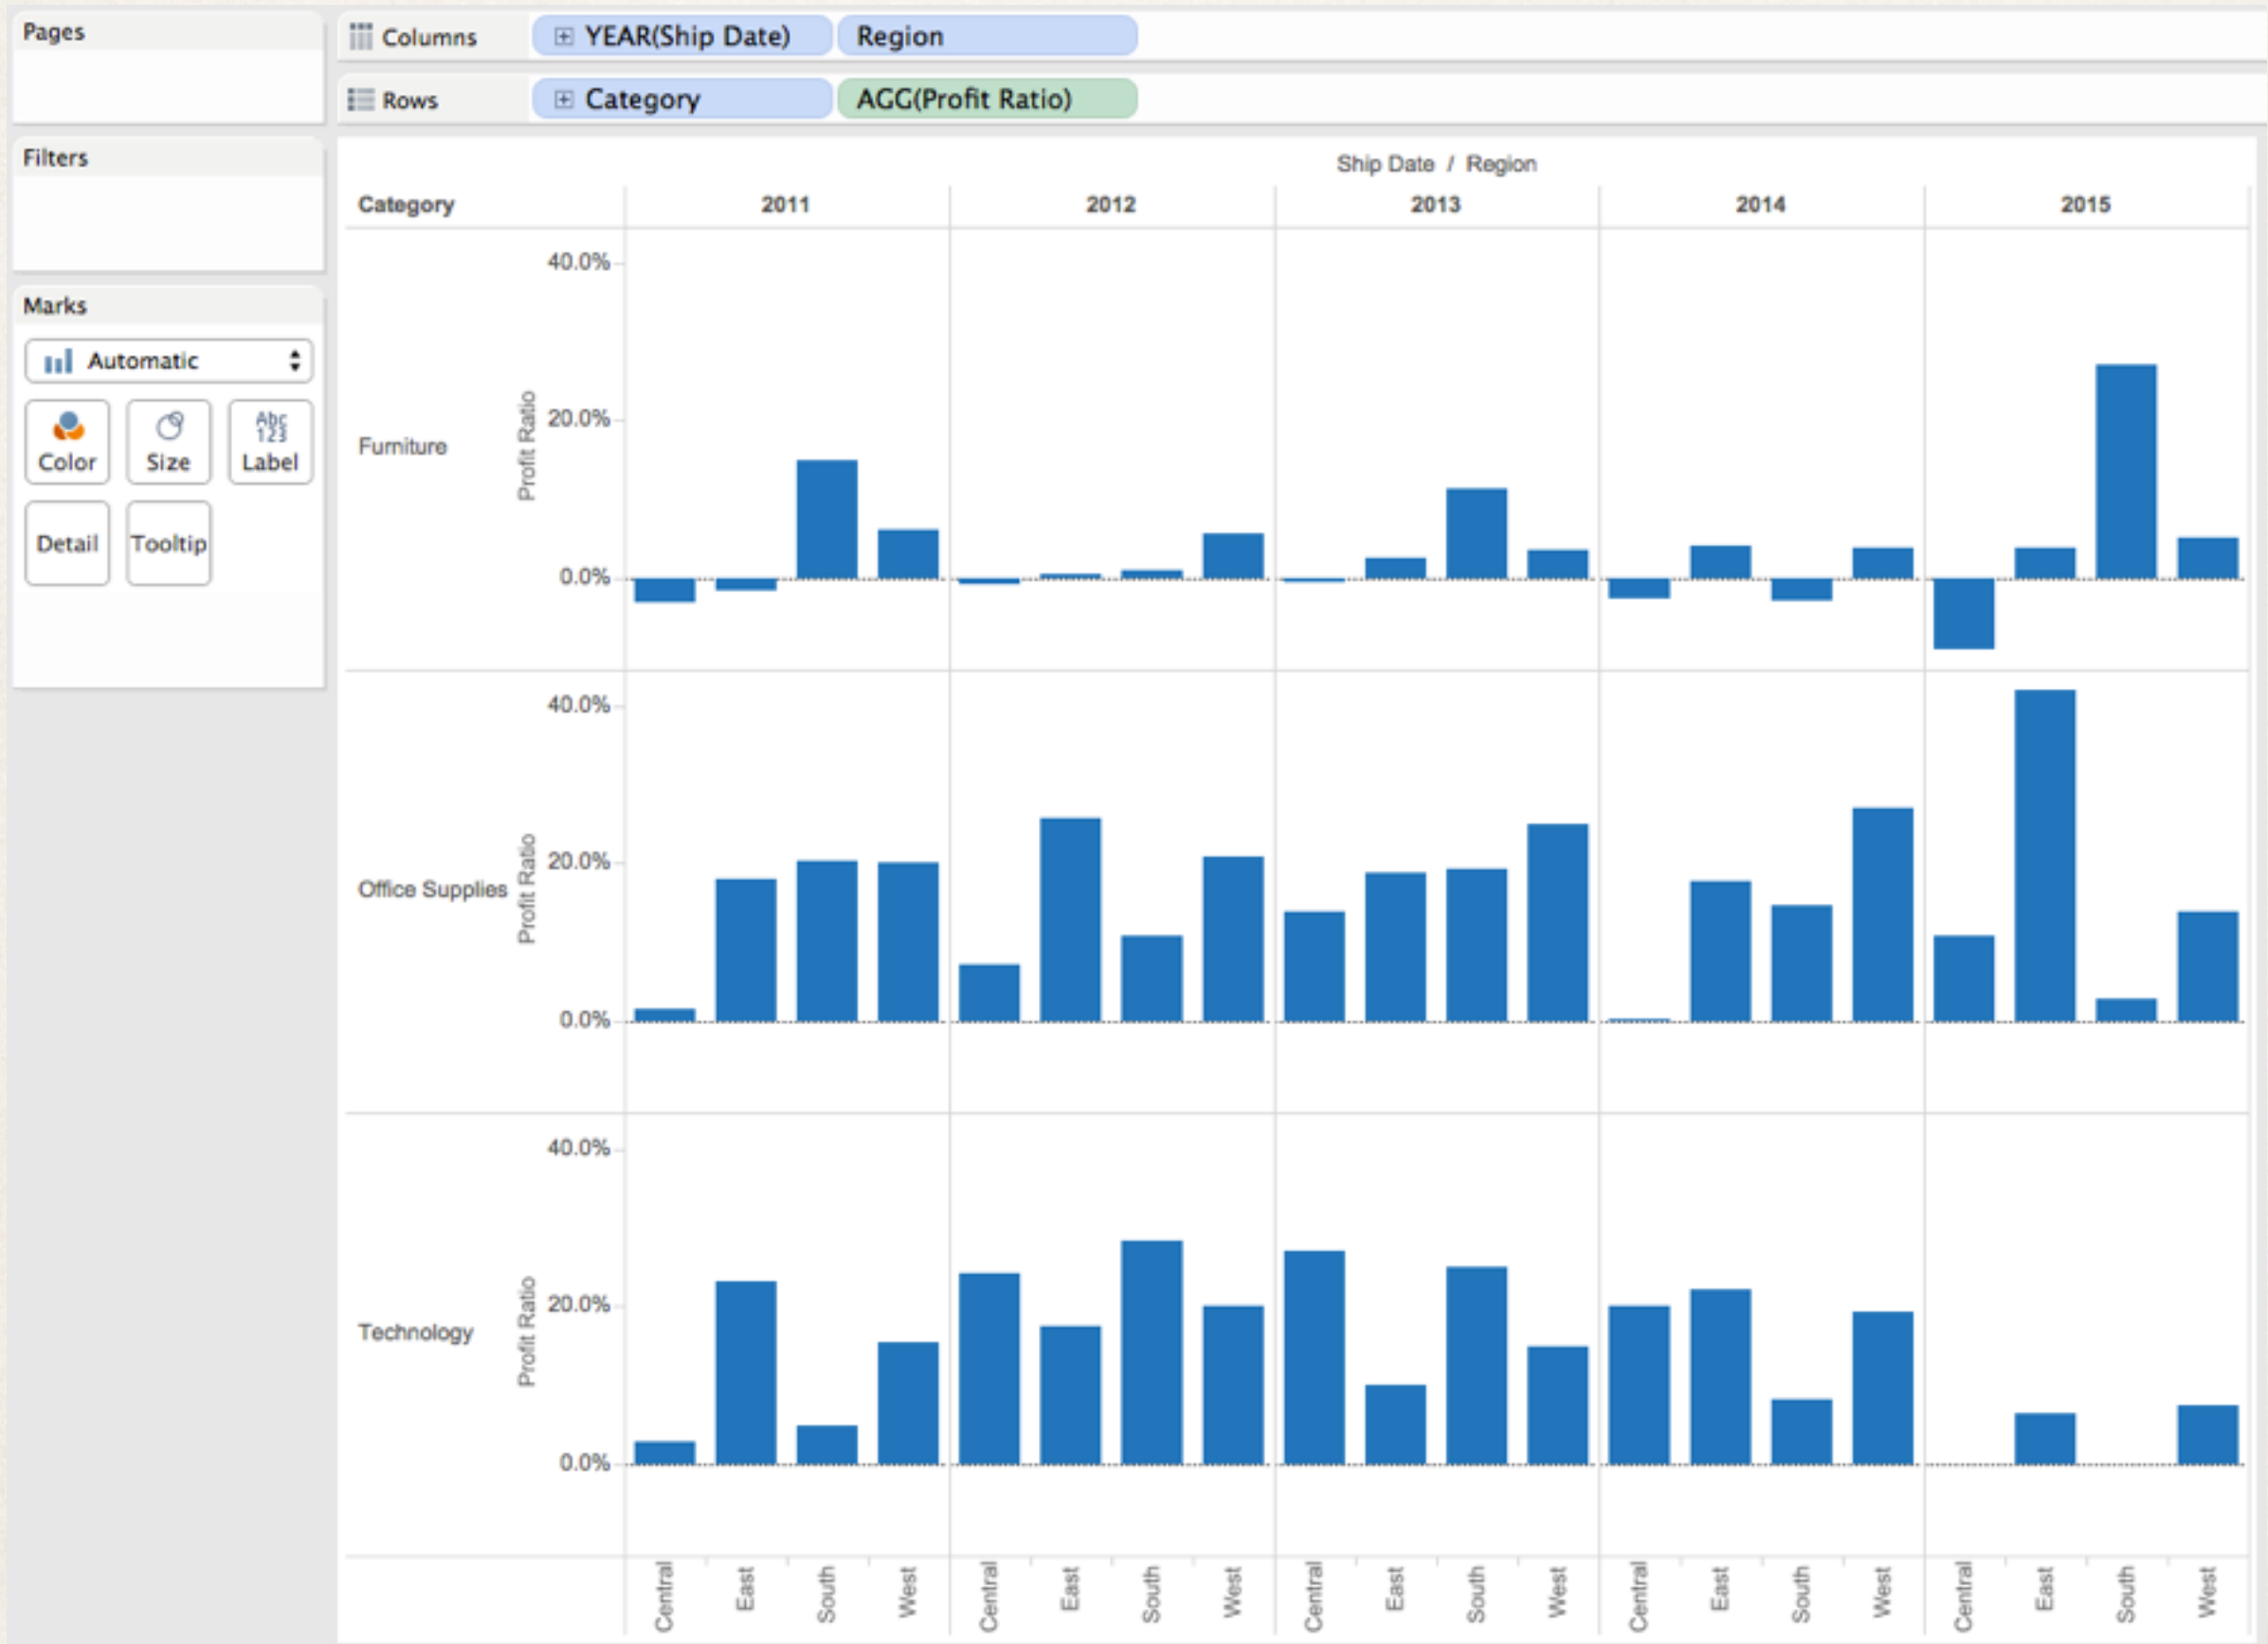 Pages
Columns YEAR(Ship Date) Region
Rows Category AGG(Profit Ratio)
Filters
Marks
Automatic
Color Size Abc 123 Label
Detail Tooltip
Ship Date / Region
Category 2011 2012 2013 2014 2015
Furniture
Profit Ratio
40.0%
20.0%
0.0%
Office Supplies
Profit Ratio
40.0%
20.0%
0.0%
Technology
Profit Ratio
40.0%
20.0%
0.0%
Central East South West Central East South West Central East South West Central East South West Central East South West